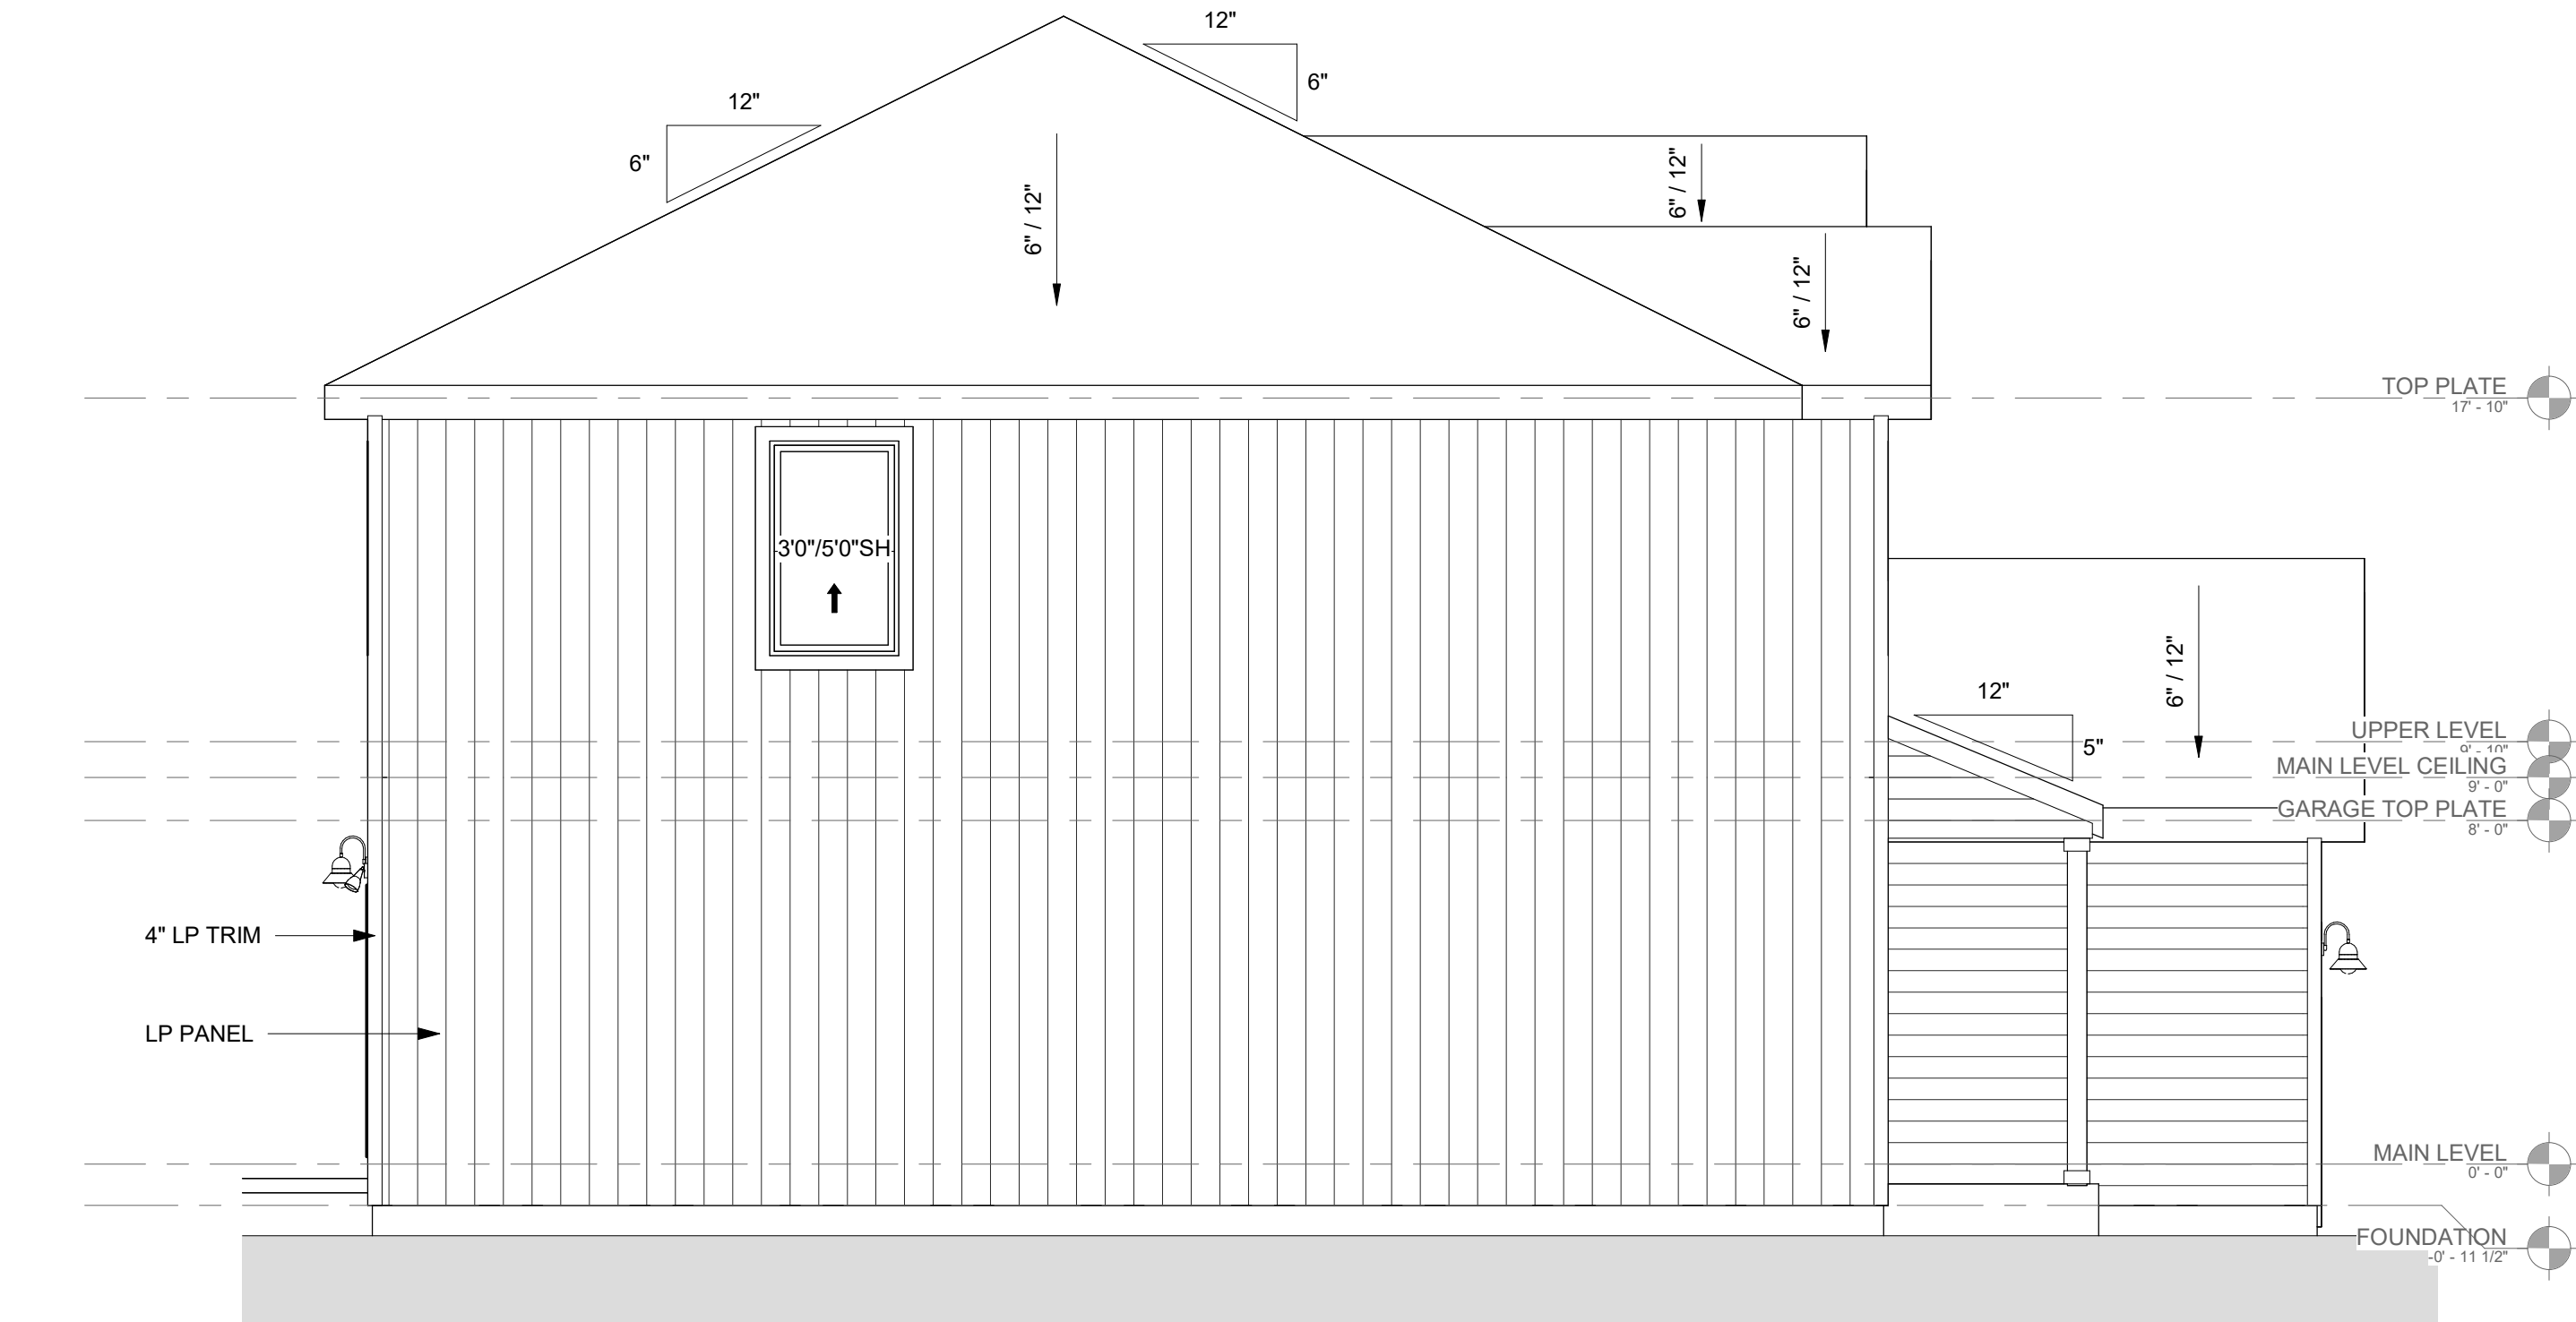 12"
6"
12"
6"
6" / 12"
6" / 12"
6" / 12"
TOP PLATE
17' - 10"
3'0"/5'0"SH
6" / 12"
12"
5"
UPPER LEVEL
9' - 10"
MAIN LEVEL CEILING
9' - 0"
GARAGE TOP PLATE
8' - 0"
4" LP TRIM
LP PANEL
MAIN LEVEL
0' - 0"
FOUNDATION
-0' - 11 1/2"